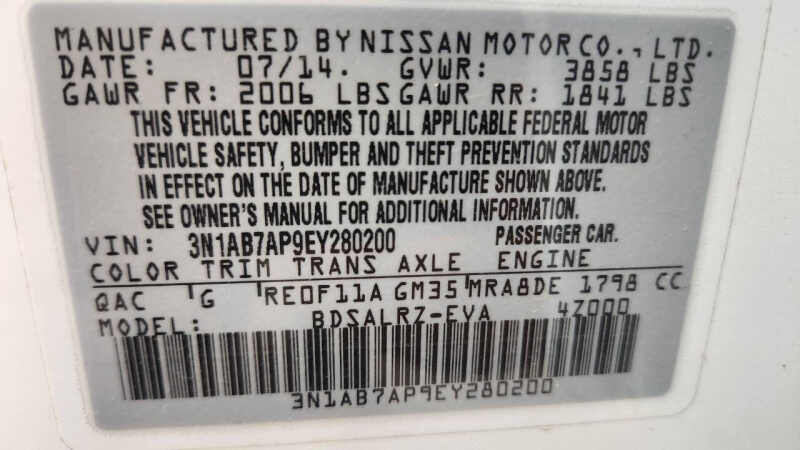 MANUFACTURED BY NISSAN MOTOR CO., LTD.
DATE: 07/14. GVWR: 3858 LBS
GAWR FR: 2006 LBS GAWR RR: 1841 LBS
THIS VEHICLE CONFORMS TO ALL APPLICABLE FEDERAL MOTOR
VEHICLE SAFETY, BUMPER AND THEFT PREVENTION STANDARDS
IN EFFECT ON THE DATE OF MANUFACTURE SHOWN ABOVE.
SEE OWNER'S MANUAL FOR ADDITIONAL INFORMATION.
VIN: 3N1AB7AP9EY280200 PASSENGER CAR.
COLOR TRIM TRANS AXLE ENGINE
QAC G RE0F11A GM35 MRA8DE 1798 CC
MODEL: BDSALRZ-EVA 4Z000
3N1AB7AP9EY280200